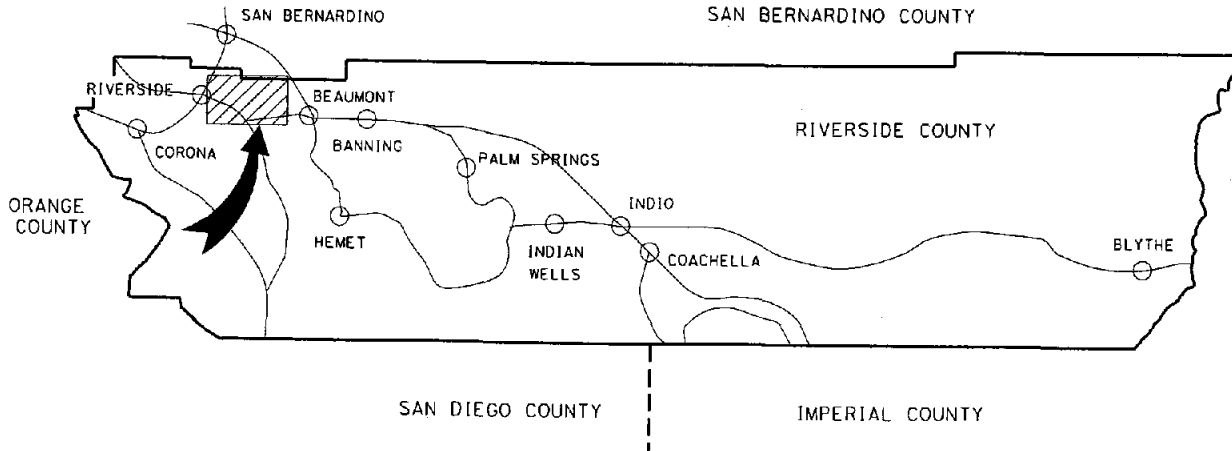 SAN BERNARDINO
SAN BERNARDINO COUNTY
RIVERSIDE
BEAUMONT
RIVERSIDE COUNTY
CORONA
BANNING
PALM SPRINGS
ORANGE
COUNTY
HEMET
INDIO
INDIAN
WELLS
COACHELLA
BLYTHE
SAN DIEGO COUNTY
IMPERIAL COUNTY